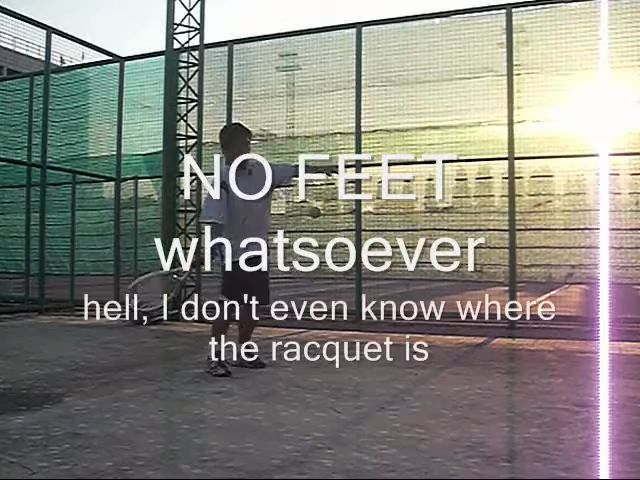 NO FEET
whatsoever
hell, I don't even know where
the racquet is